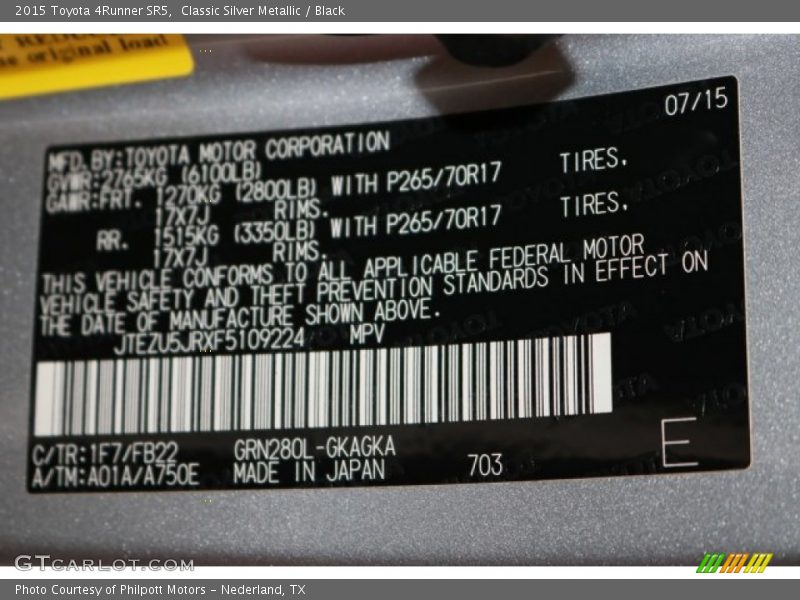 2015 Toyota 4Runner SR5,  Classic Silver Metallic / Black
e original load
07/15
MFD. BY:TOYOTA MOTOR CORPORATION
GVWR:2765KG (6100LB)
GAWR:FRT. 1270KG (2800LB) WITH P265/70R17 TIRES,
17X7J RIMS.
RR. 1515KG (3350LB) WITH P265/70R17 TIRES,
17X7J RIMS.
THIS VEHICLE CONFORMS TO ALL APPLICABLE FEDERAL MOTOR
VEHICLE SAFETY AND THEFT PREVENTION STANDARDS IN EFFECT ON
THE DATE OF MANUFACTURE SHOWN ABOVE.
JTEZU5JRXF5109224 MPV
C/TR:1F7/FB22 GRN280L-GKAGKA
A/TM:A01A/A750E MADE IN JAPAN 703 E
GTCARLOT.COM
Photo Courtesy of Philpott Motors - Nederland, TX